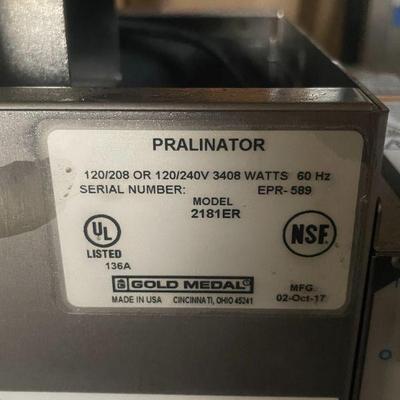 PRALINATOR
120/208 OR 120/240V 3408 WATTS 60 Hz
SERIAL NUMBER: EPR- 589
MODEL
2181ER
UL
LISTED
136A
NSF.
GOLD MEDAL®
MADE IN USA CINCINNATI, OHIO 45241
MFG.
02-Oct-17